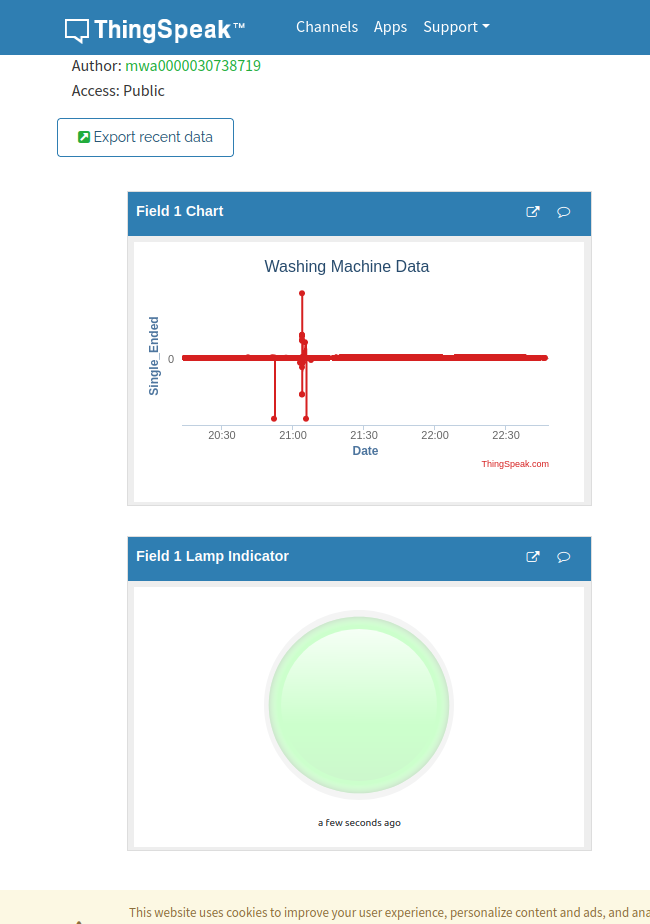 ThingSpeak™ Channels Apps Support
Author: mwa0000030738719
Access: Public
Export recent data
Field 1 Chart
Washing Machine Data
Single_Ended
0
20:30 21:00 21:30 22:00 22:30
Date
ThingSpeak.com
Field 1 Lamp Indicator
a few seconds ago
This website uses cookies to improve your user experience, personalize content and ads, and ana